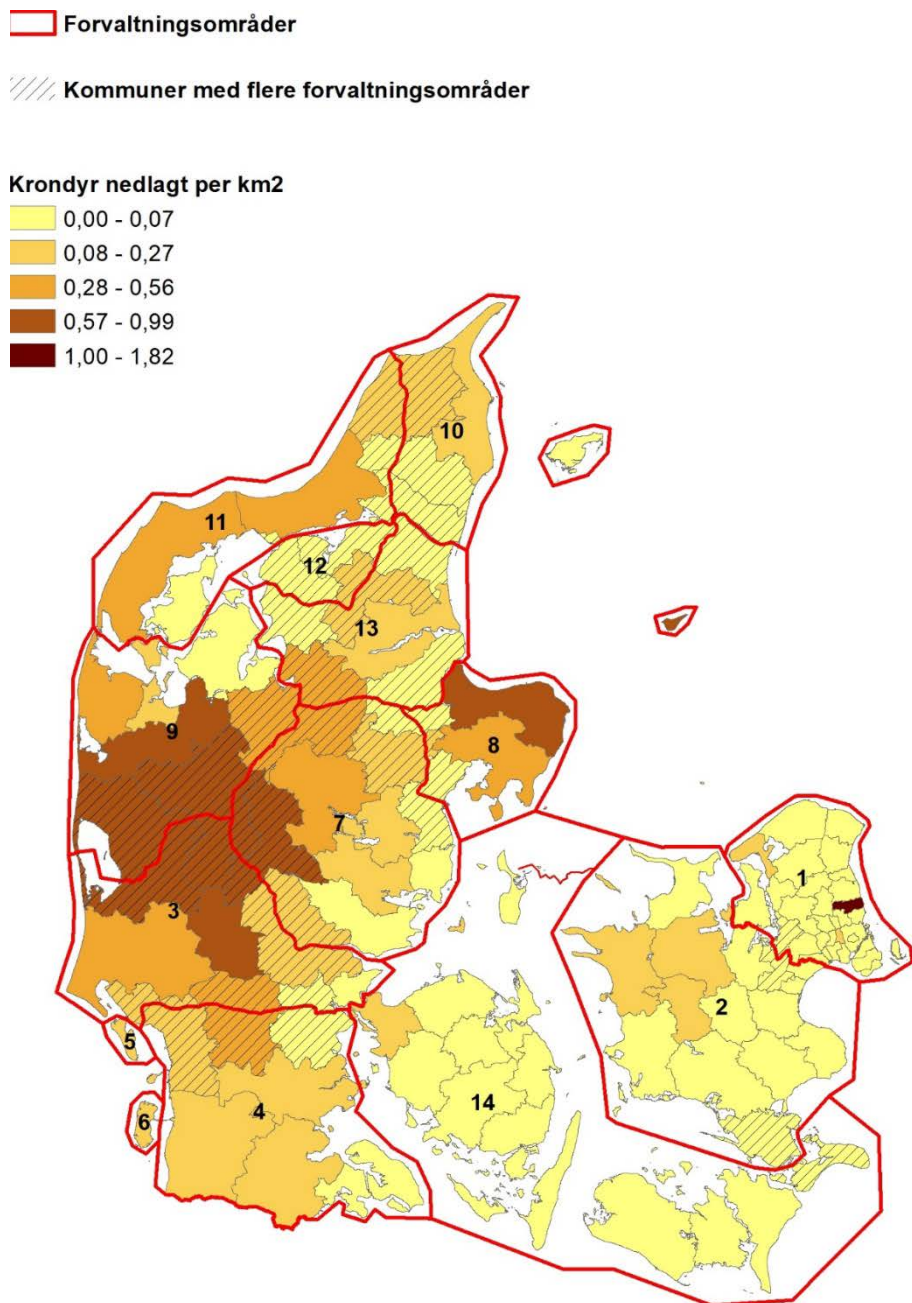 Forvaltningsområder
Kommuner med flere forvaltningsområder
Krondyr nedlagt per km2
0,00 - 0,07
0,08 - 0,27
0,28 - 0,56
0,57 - 0,99
1,00 - 1,82
10
11
12
13
9
8
7
1
3
2
5
14
4
6